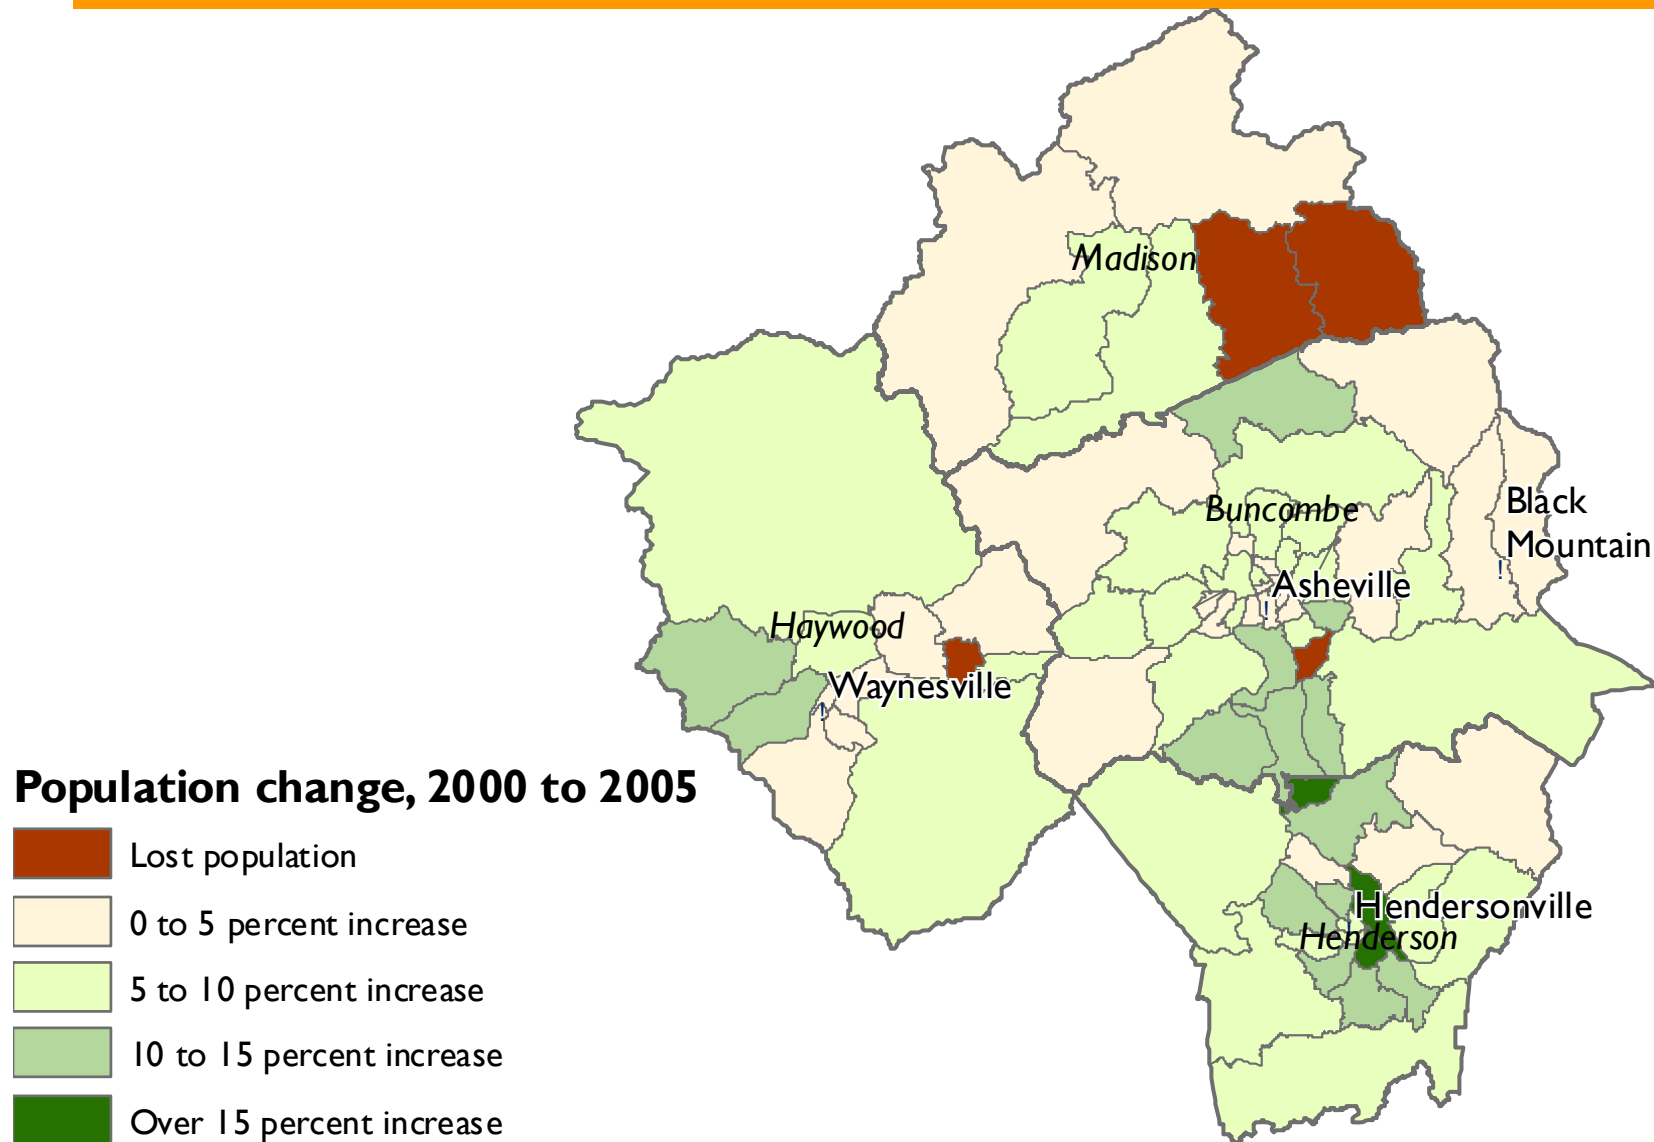 Madison
Buncombe
Black
Mountain
Asheville
Haywood
Waynesville
Hendersonville
Henderson
Population change, 2000 to 2005
Lost population
0 to 5 percent increase
5 to 10 percent increase
10 to 15 percent increase
Over 15 percent increase